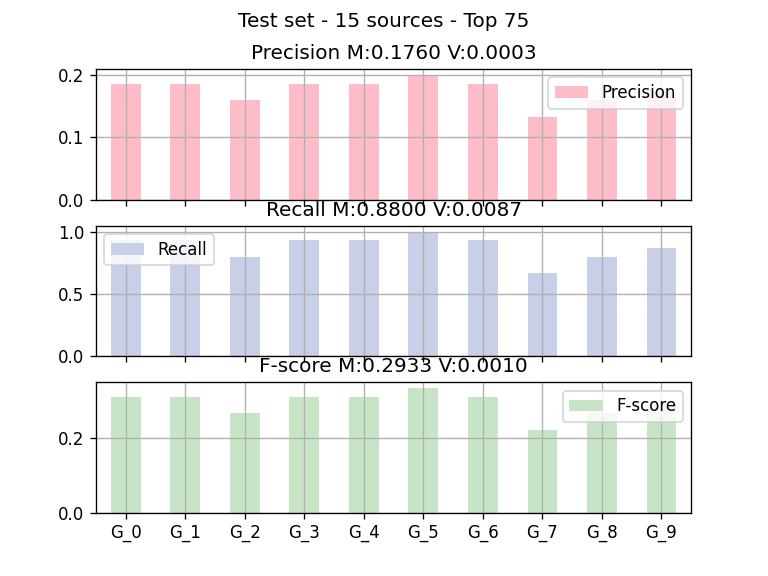 Test set - 15 sources - Top 75
Precision M:0.1760 V:0.0003
0.2
0.1
0.0
Precision
Recall M:0.8800 V:0.0087
1.0
0.5
0.0
Recall
F-score M:0.2933 V:0.0010
0.2
0.0
F-score
G_0 G_1 G_2 G_3 G_4 G_5 G_6 G_7 G_8 G_9